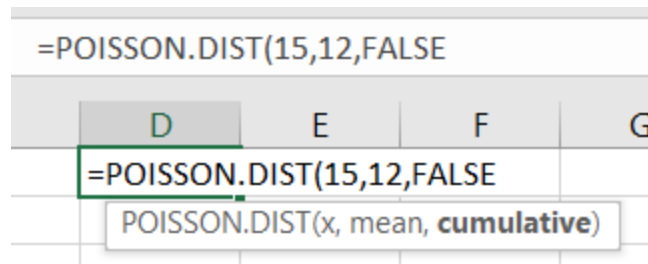 =POISSON.DIST(15,12,FALSE
D E F G
=POISSON.DIST(15,12,FALSE
POISSON.DIST(x, mean, cumulative)